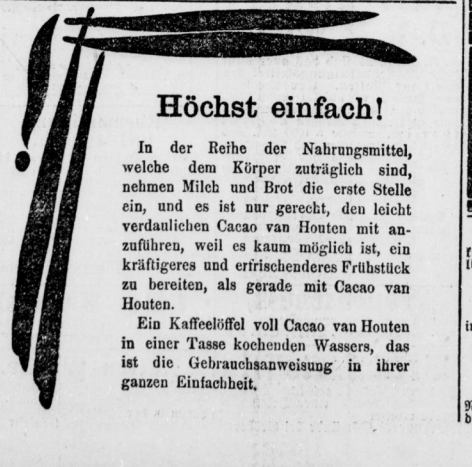 Höchst einfach!
In der Reihe der Nahrungsmittel,
welche dem Körper zuträglich sind,
nehmen Milch und Brot die erste Stelle
ein, und es ist nur gerecht, den leicht
verdaulichen Cacao van Houten mit an-
zuführen, weil es kaum möglich ist, ein
kräftigeres und erfrischenderes Frühstück
zu bereiten, als gerade mit Cacao van
Houten.
Ein Kaffeelöffel voll Cacao van Houten
in einer Tasse kochenden Wassers, das
ist die Gebrauchsanweisung in ihrer
ganzen Einfachheit.